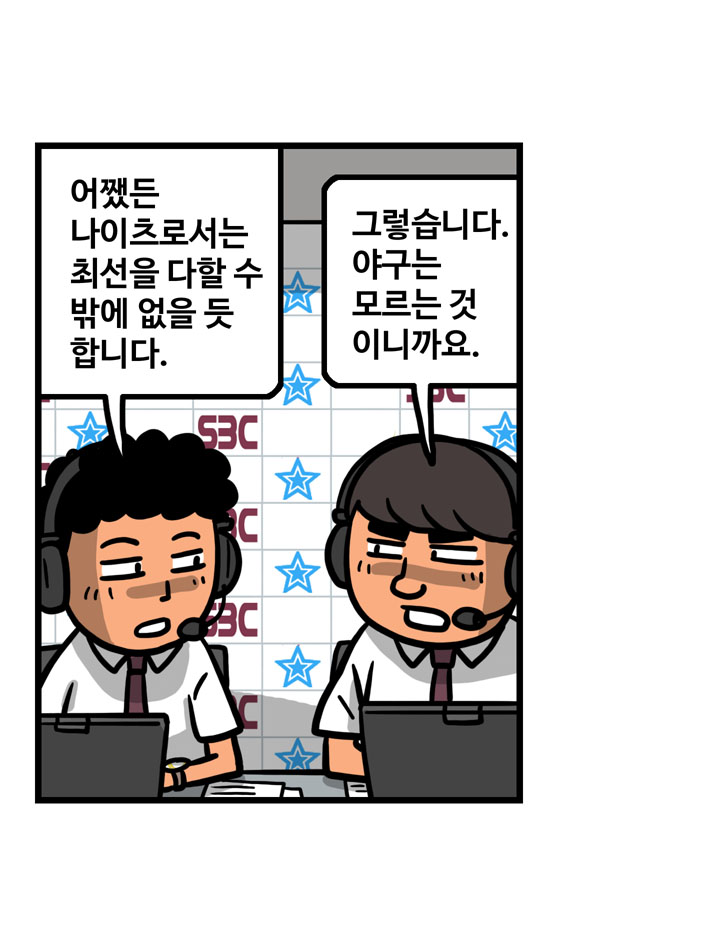 어쨌든
나이츠로서는
최선을 다할 수
밖에 없을 듯
합니다.
그렇습니다.
야구는
모르는 것
이니까요.
SBC
SBC
SBC
SBC